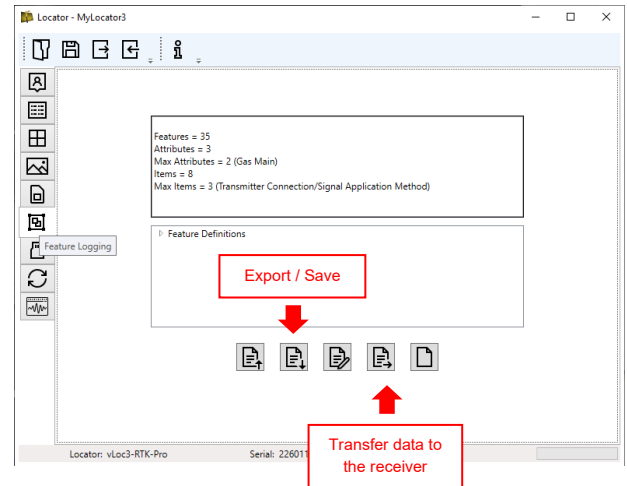 Locator - MyLocator3
Features = 35
Attributes = 3
Max Attributes = 2 (Gas Main)
Items = 8
Max Items = 3 (Transmitter Connection/Signal Application Method)
Feature Logging
Feature Definitions
Export / Save
Transfer data to
the receiver
Locator: vLoc3-RTK-Pro
Serial: 226011